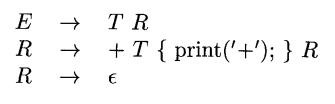 E → T R
R → + T { print('+'); } R
R → ϵ